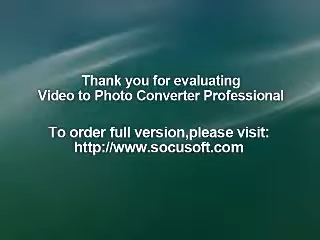 Thank you for evaluating
Video to Photo Converter Professional
To order full version,please visit:
http://www.socusoft.com